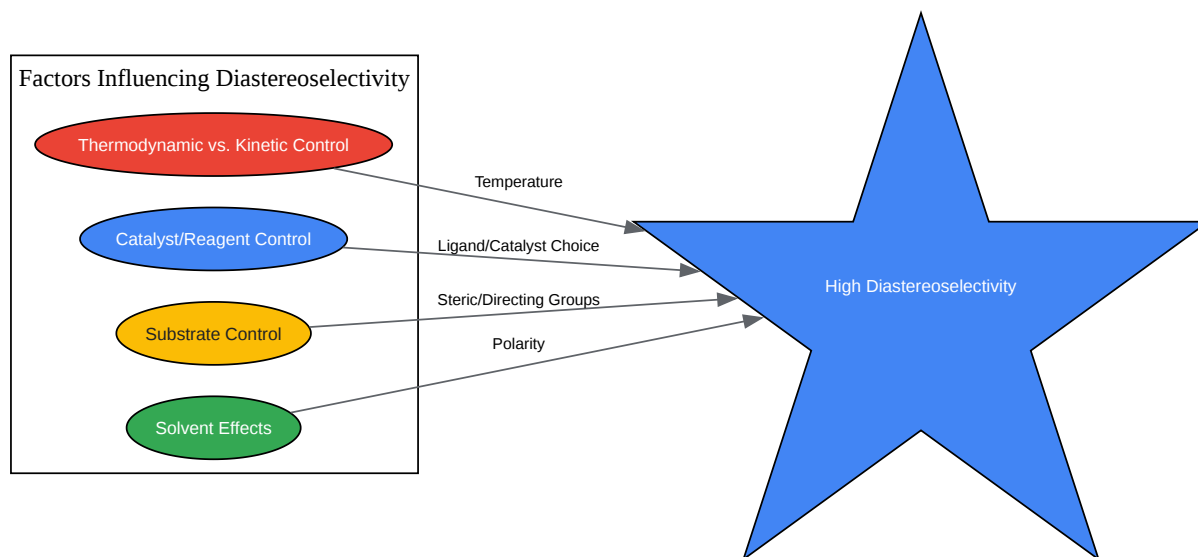 Factors Influencing Diastereoselectivity
Thermodynamic vs. Kinetic Control
Temperature
Catalyst/Reagent Control
Ligand/Catalyst Choice
Substrate Control
Steric/Directing Groups
Solvent Effects
Polarity
High Diastereoselectivity